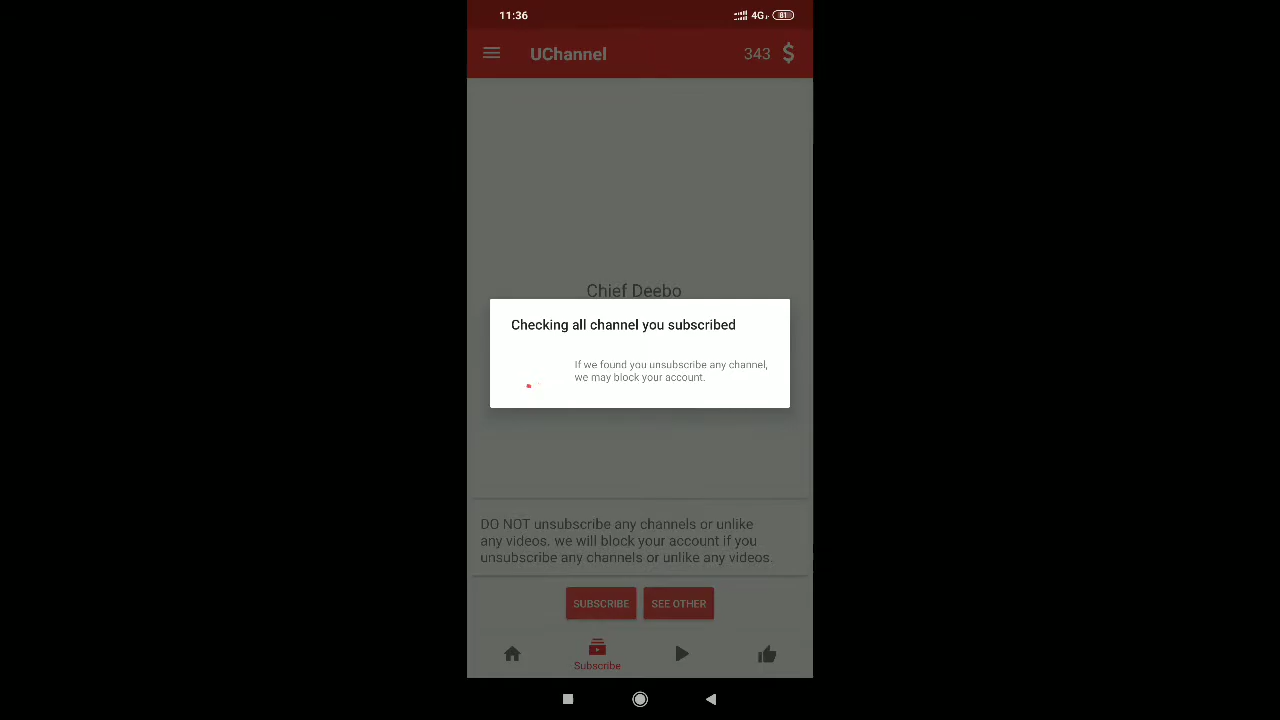 11:36
4G
81
UChannel
343 $
Chief Deebo
Checking all channel you subscribed
If we found you unsubscribe any channel,
we may block your account.
DO NOT unsubscribe any channels or unlike
any videos. we will block your account if you
unsubscribe any channels or unlike any videos.
SUBSCRIBE
SEE OTHER
Subscribe